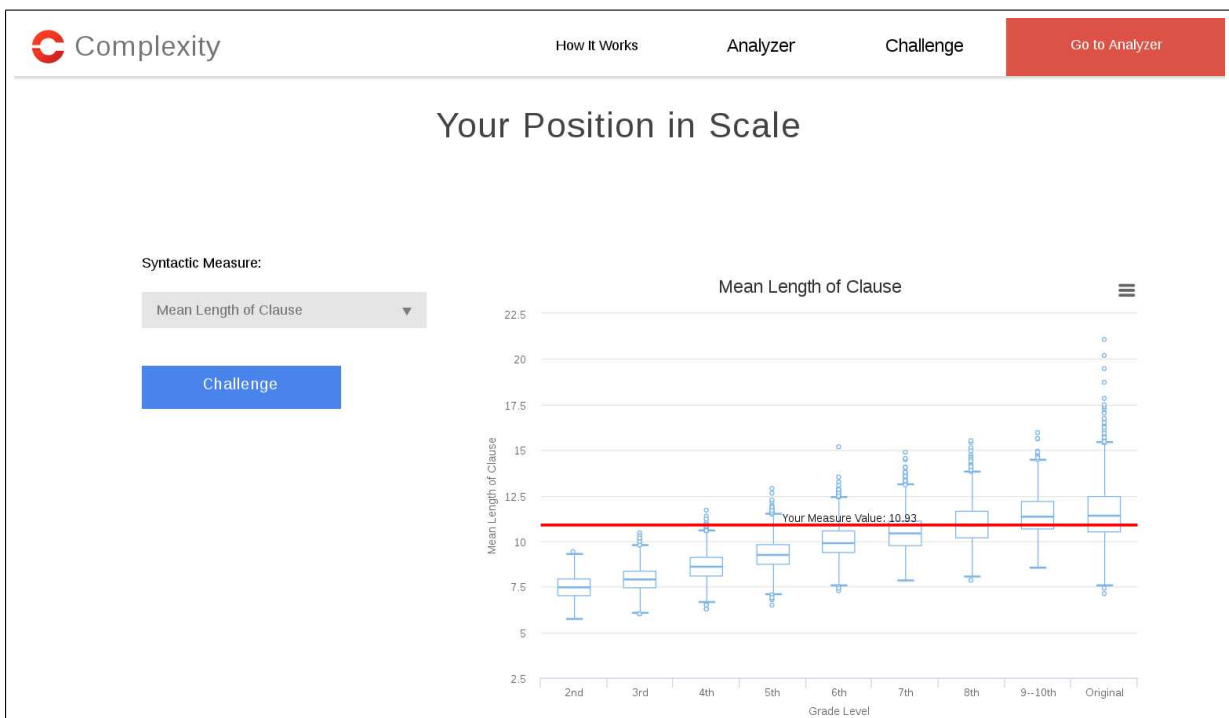 Complexity
How It Works
Analyzer
Challenge
Go to Analyzer
Your Position in Scale
Syntactic Measure:
Mean Length of Clause
Challenge
Mean Length of Clause
22.5
20
17.5
15
12.5
10
7.5
5
2.5
Mean Length of Clause
Your Measure Value: 10.93
2nd 3rd 4th 5th 6th 7th 8th 9--10th Original
Grade Level